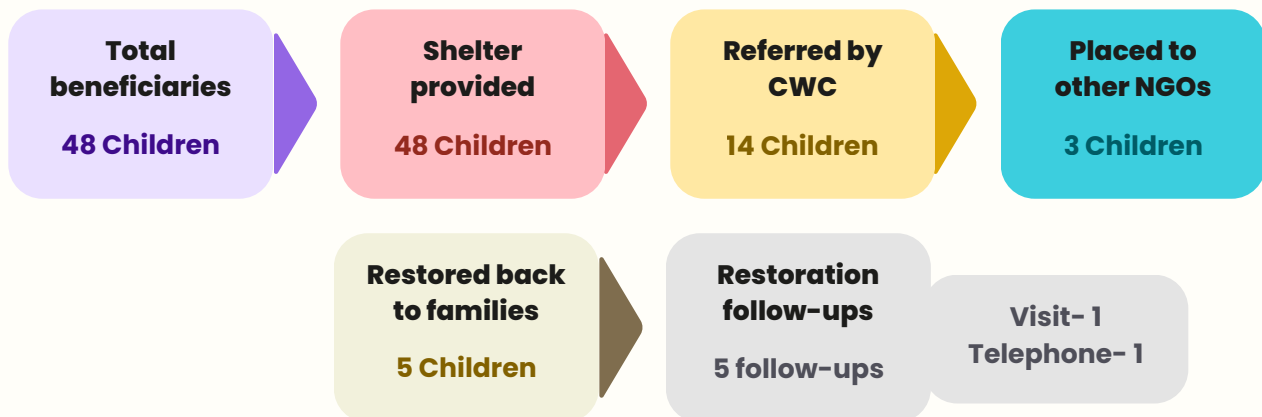 Total
beneficiaries
48 Children
Shelter
provided
48 Children
Referred by
CWC
14 Children
Placed to
other NGOs
3 Children
Restored back
to families
5 Children
Restoration
follow-ups
5 follow-ups
Visit- 1
Telephone- 1